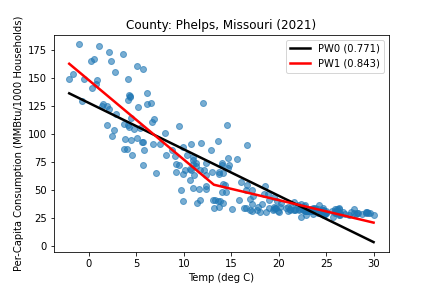 County: Phelps, Missouri (2021)
PW0 (0.771)
PW1 (0.843)
Per-Capita Consumption (MMBtu/1000 Households)
175
150
125
100
75
50
25
0
0 5 10 15 20 25 30
Temp (deg C)